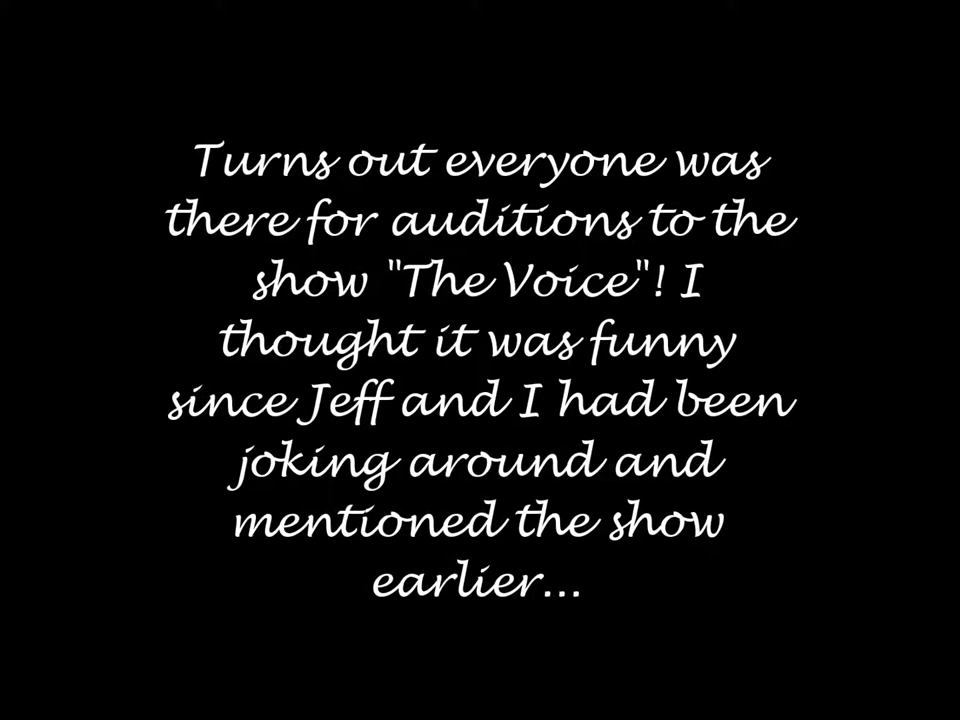 Turns out everyone was
there for auditions to the
show "The Voice"! I
thought it was funny
since Jeff and I had been
joking around and
mentioned the show
earlier...